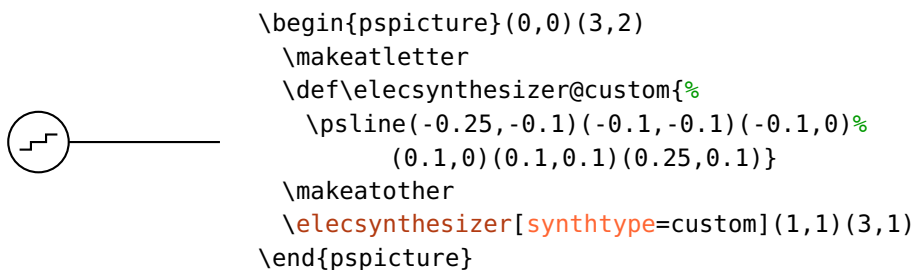 \begin{pspicture}(0,0)(3,2)
\makeatletter
\def\elecsynthesizer@custom{%
\psline(-0.25,-0.1)(-0.1,-0.1)(-0.1,0)%
(0.1,0)(0.1,0.1)(0.25,0.1)}
\makeatother
\elecsynthesizer[synthtype=custom](1,1)(3,1)
\end{pspicture}